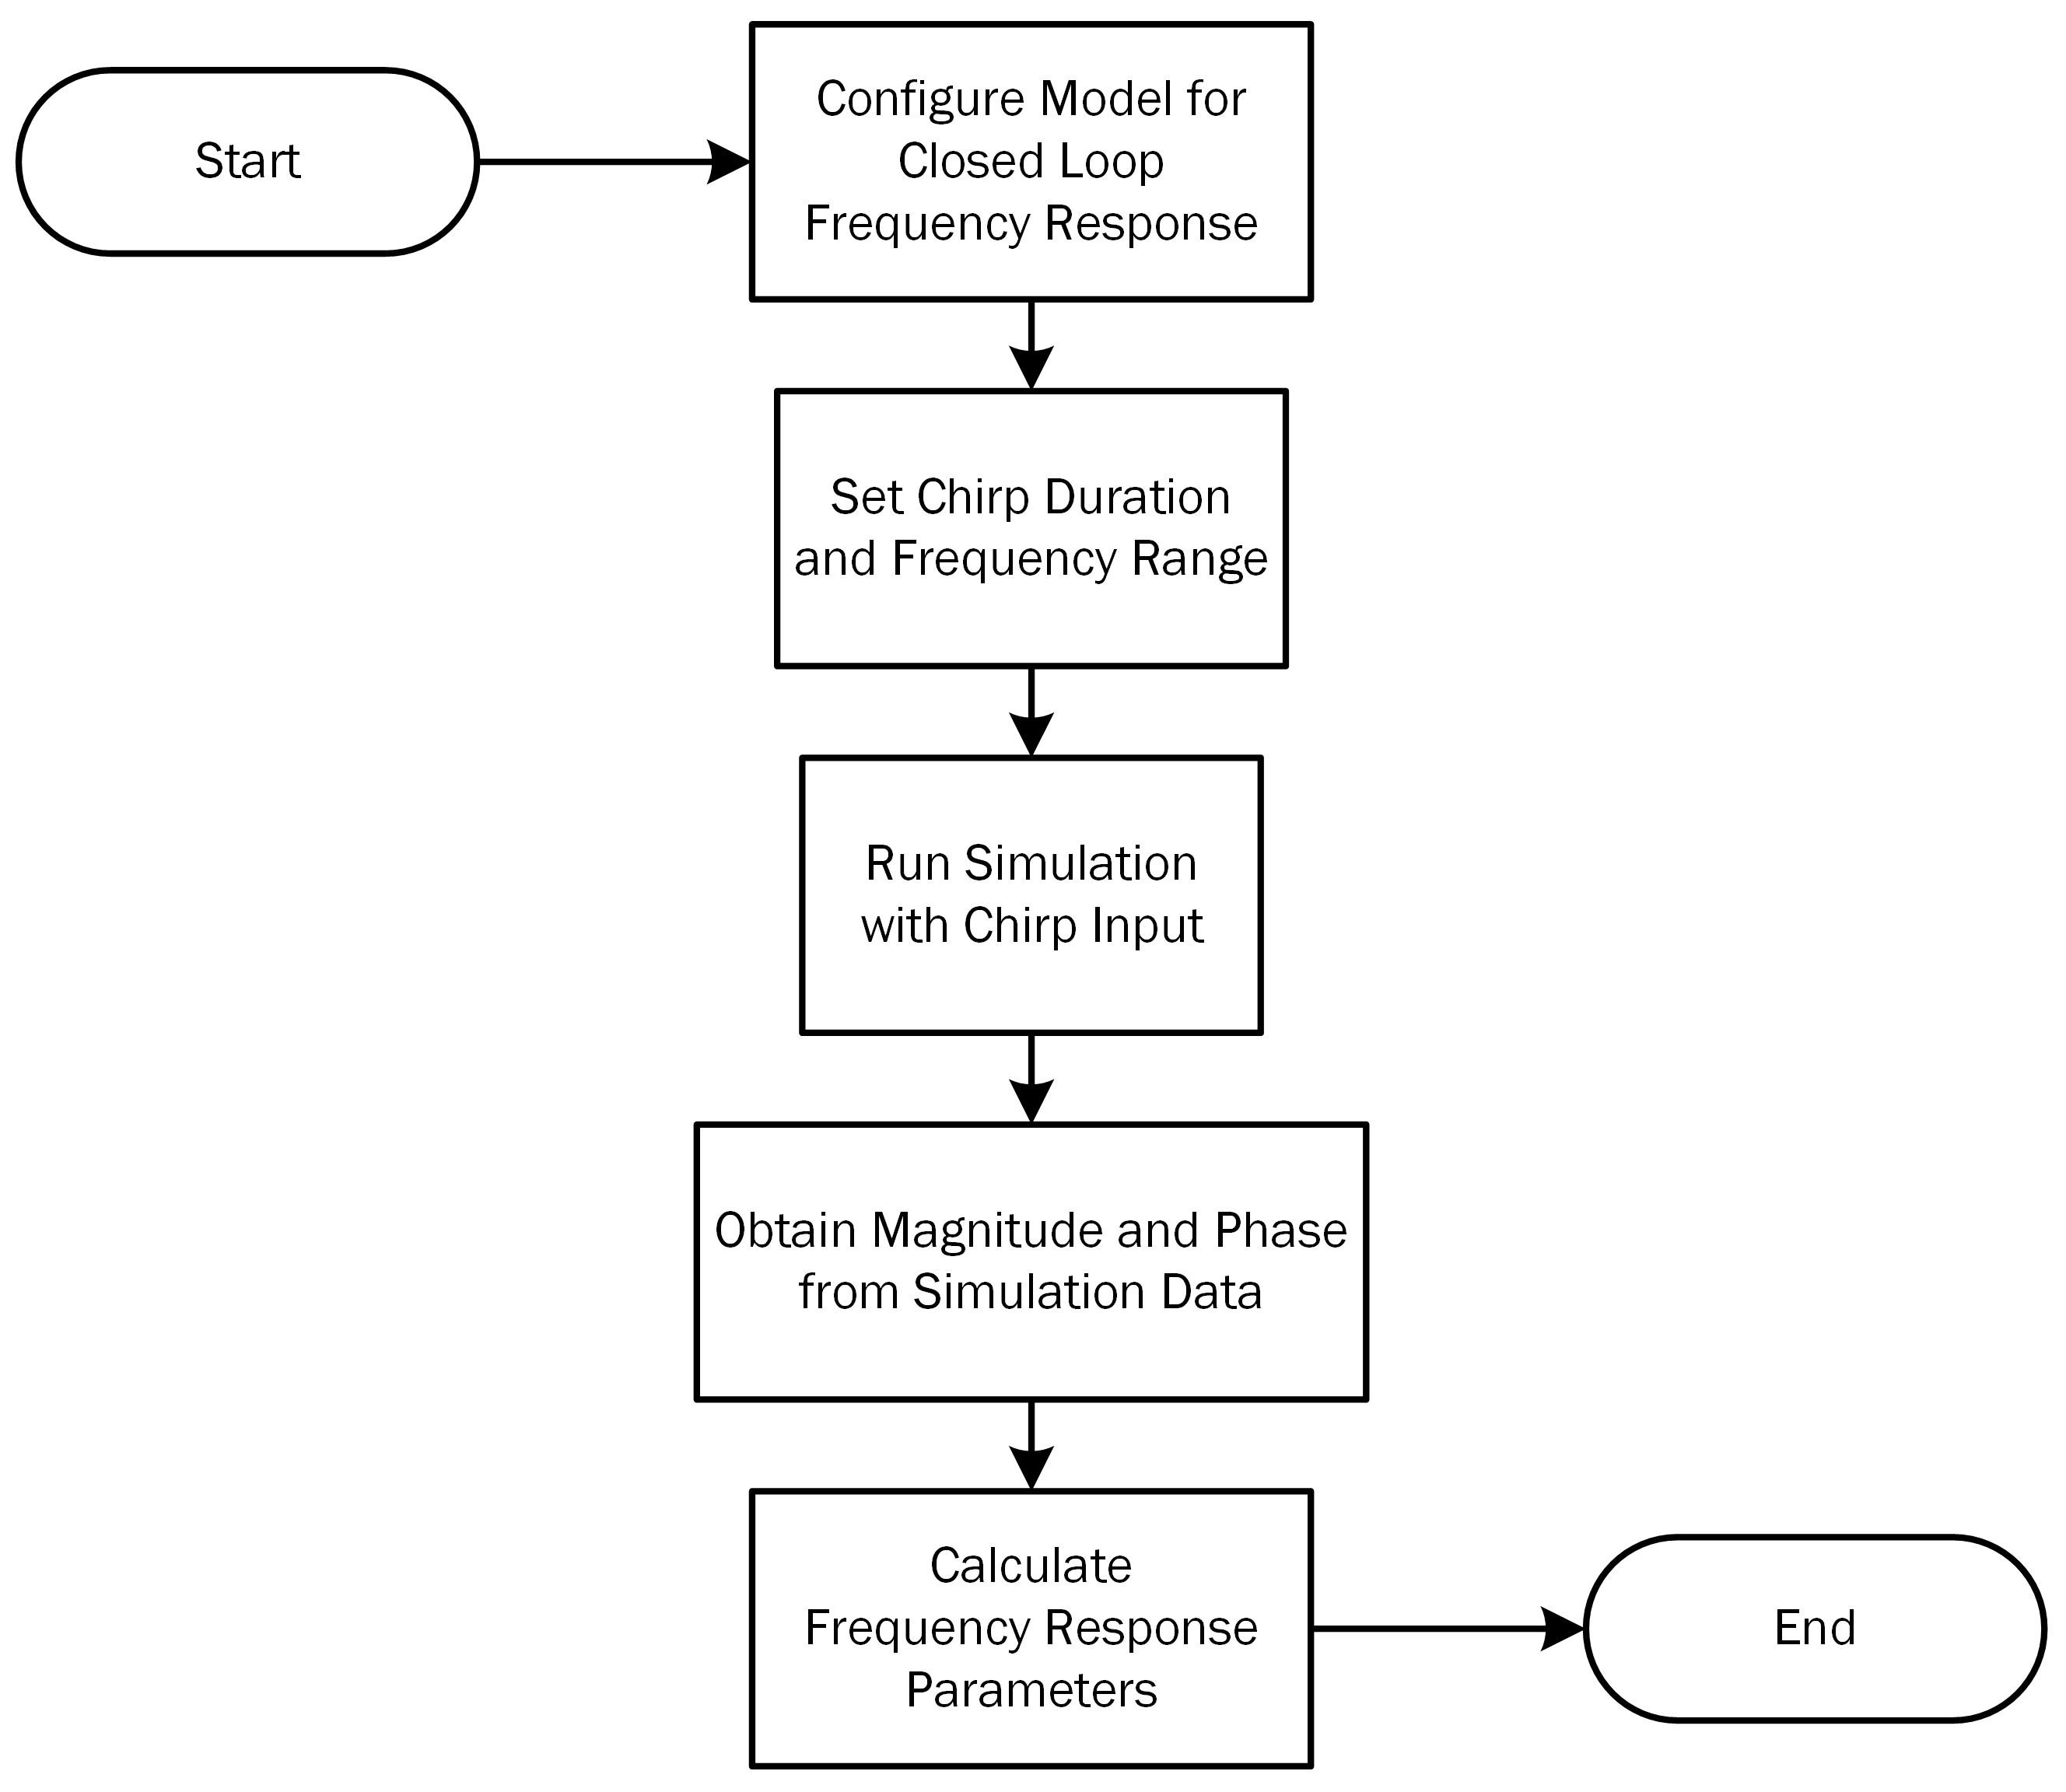 Start
Configure Model for
Closed Loop
Frequency Response
Set Chirp Duration
and Frequency Range
Run Simulation
with Chirp Input
Obtain Magnitude and Phase
from Simulation Data
Calculate
Frequency Response
Parameters
End